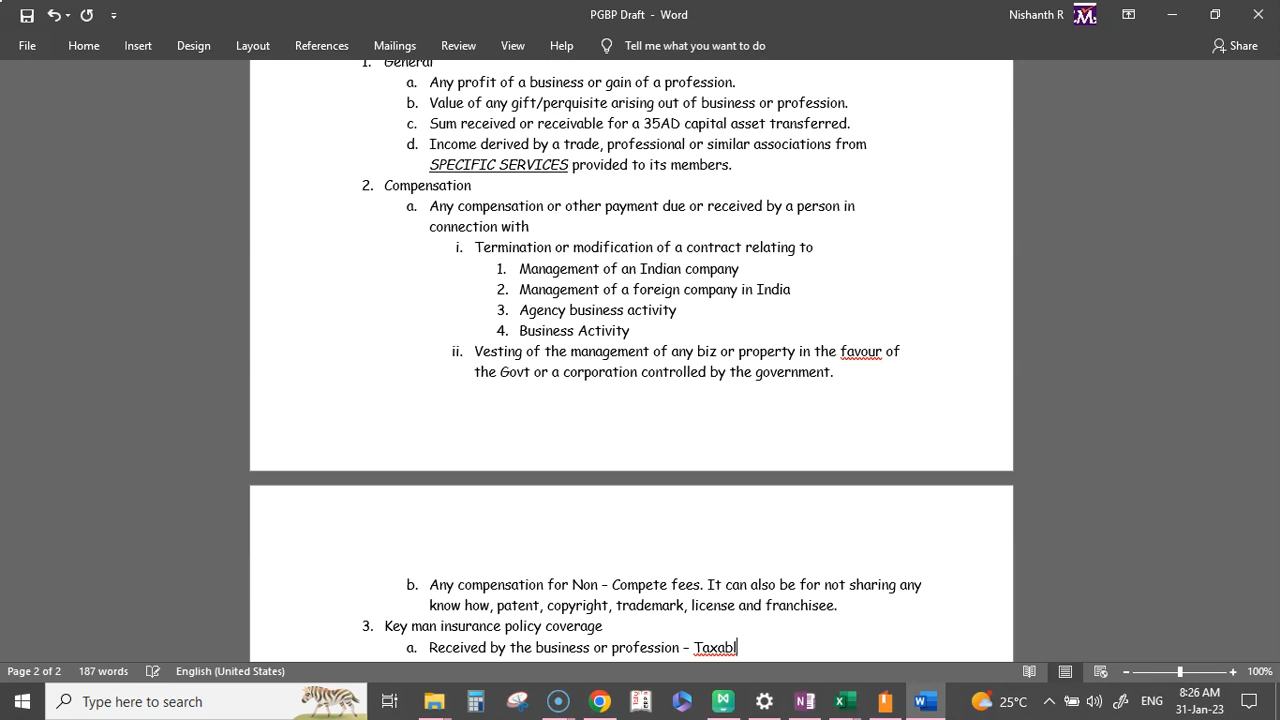 PGBP Draft - Word
Nishanth R
File Home Insert Design Layout References Mailings Review View Help Tell me what you want to do Share
1. General
a. Any profit of a business or gain of a profession.
b. Value of any gift/perquisite arising out of business or profession.
c. Sum received or receivable for a 35AD capital asset transferred.
d. Income derived by a trade, professional or similar associations from
SPECIFIC SERVICES provided to its members.
2. Compensation
a. Any compensation or other payment due or received by a person in
connection with
i. Termination or modification of a contract relating to
1. Management of an Indian company
2. Management of a foreign company in India
3. Agency business activity
4. Business Activity
ii. Vesting of the management of any biz or property in the favour of
the Govt or a corporation controlled by the government.
b. Any compensation for Non – Compete fees. It can also be for not sharing any
know how, patent, copyright, trademark, license and franchisee.
3. Key man insurance policy coverage
a. Received by the business or profession – Taxabl
Page 2 of 2 187 words English (United States) 100%
Type here to search 25°C ENG 8:26 AM
31-Jan-23